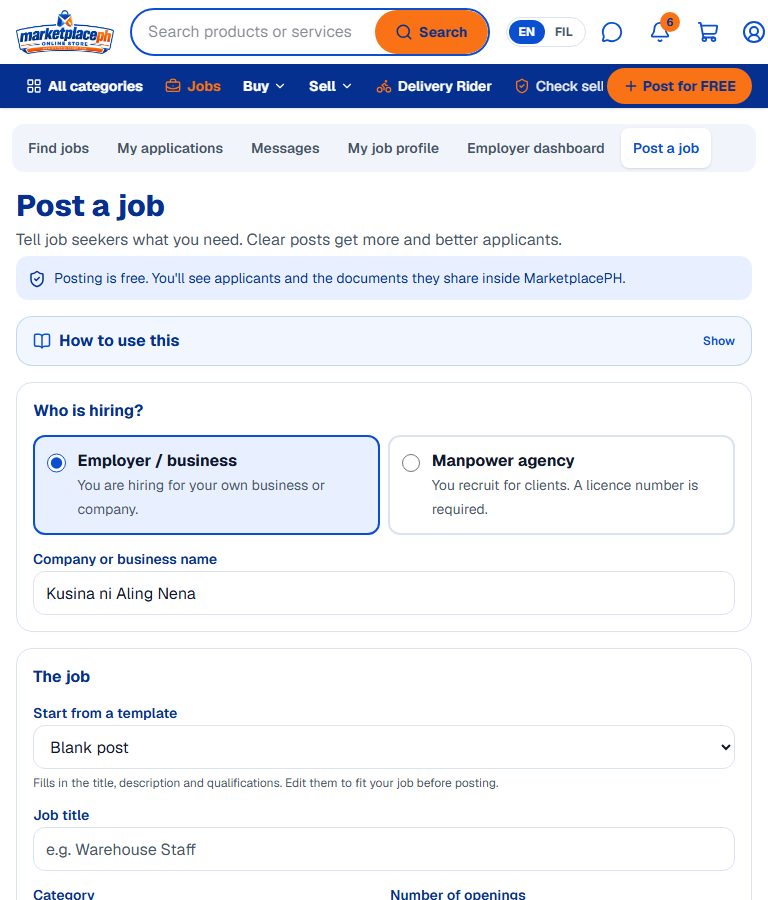 marketplaceph
ONLINE STORE
Search products or services
Search
EN
FIL
6
All categories
Jobs
Buy
Sell
Delivery Rider
Check sell
+ Post for FREE
Find jobs
My applications
Messages
My job profile
Employer dashboard
Post a job
Post a job
Tell job seekers what you need. Clear posts get more and better applicants.
Posting is free. You'll see applicants and the documents they share inside MarketplacePH.
How to use this
Show
Who is hiring?
Employer / business
You are hiring for your own business or
company.
Manpower agency
You recruit for clients. A licence number is
required.
Company or business name
Kusina ni Aling Nena
The job
Start from a template
Blank post
Fills in the title, description and qualifications. Edit them to fit your job before posting.
Job title
e.g. Warehouse Staff
Category
Number of openings